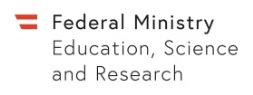 Federal Ministry
Education, Science
and Research